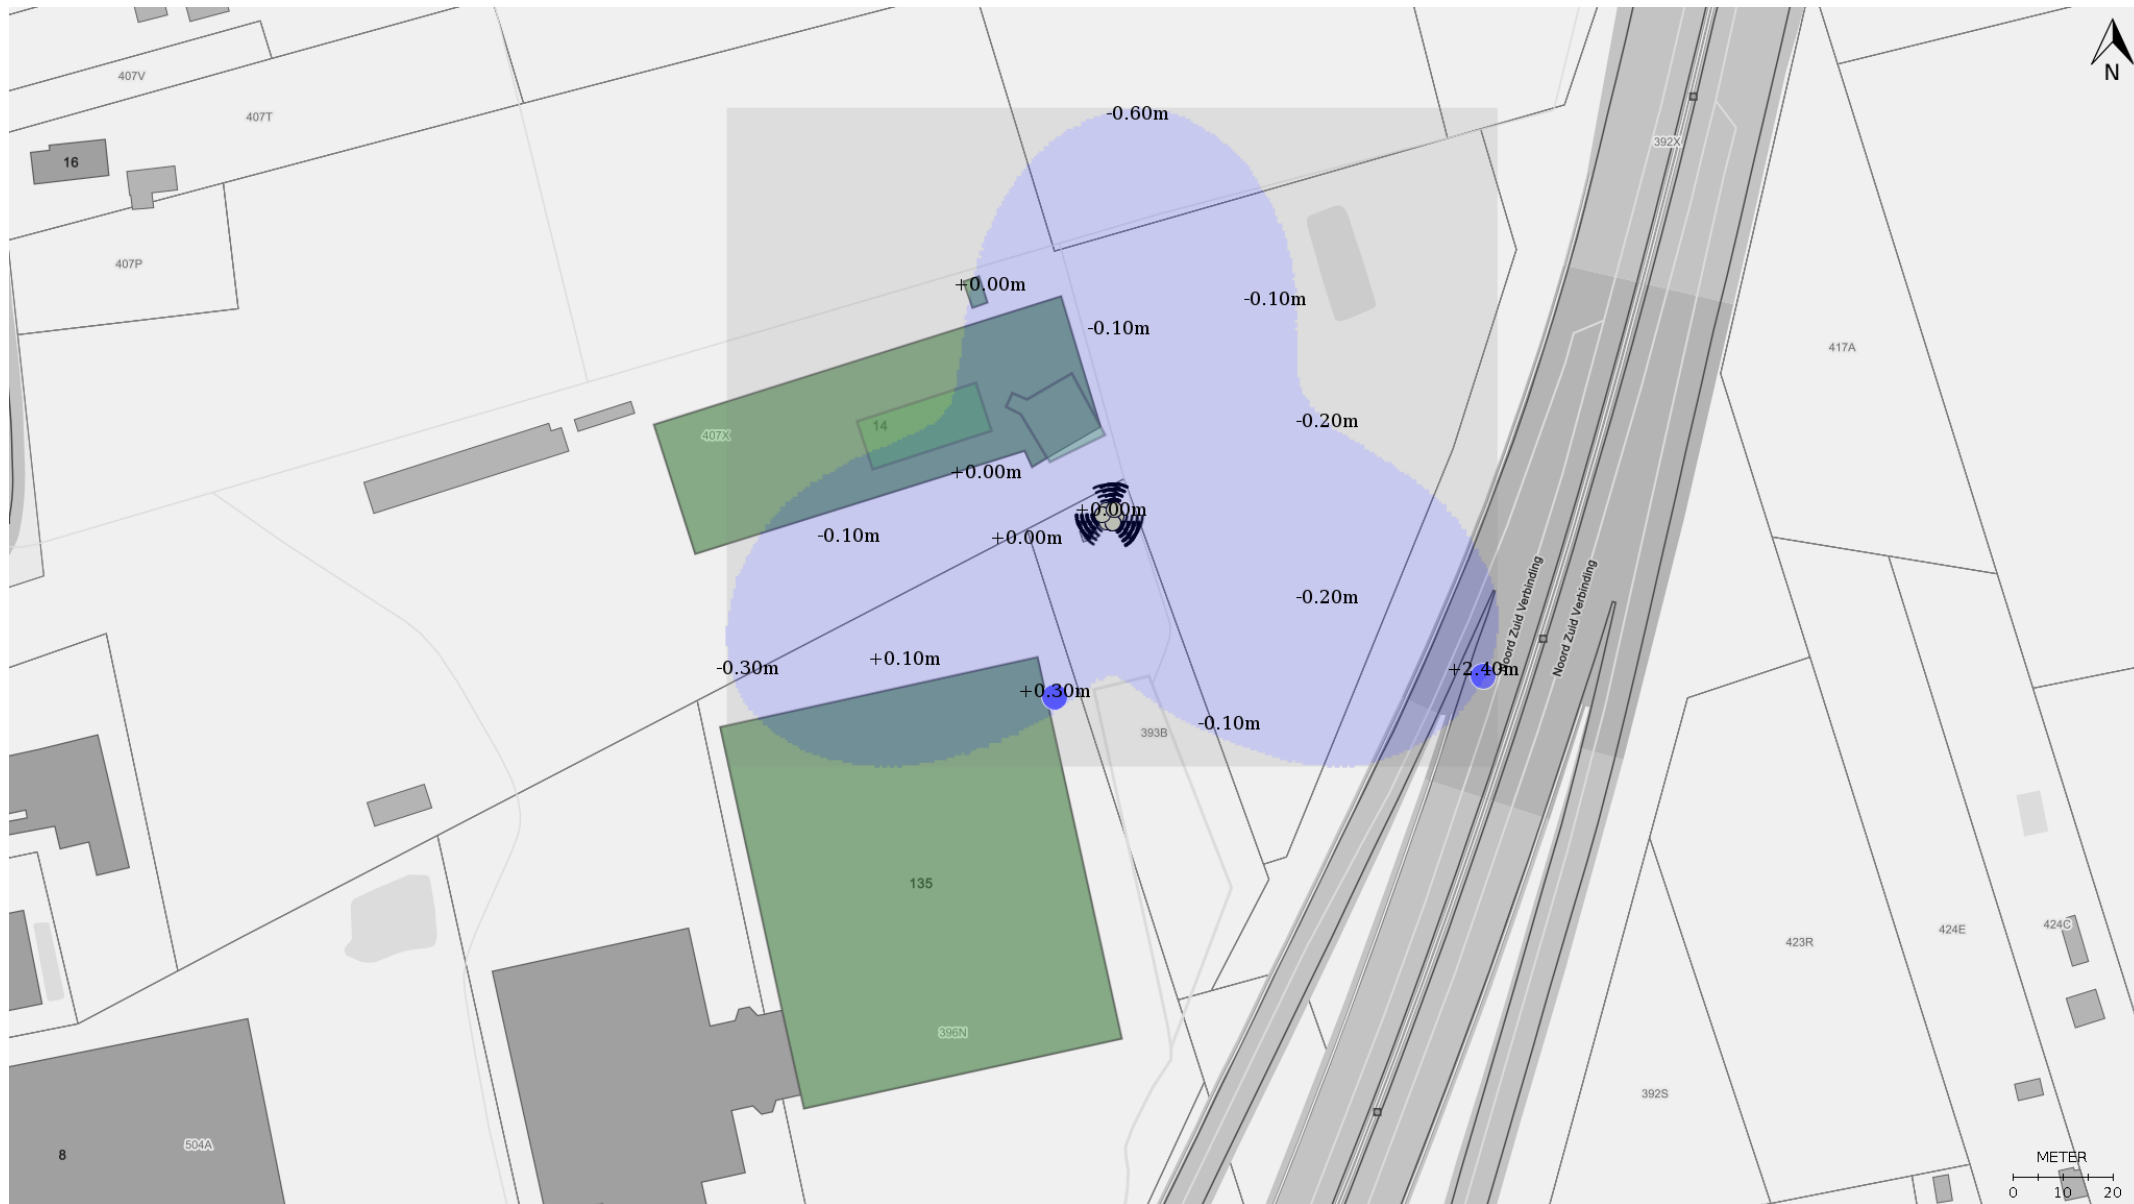 407V
-0.60m
N
407T
392X
16
407P
+0.00m
-0.10m
-0.10m
417A
-0.20m
14
407X
+0.00m
+0.00m
-0.10m
+0.00m
Noord Zuid Verbinding
Noord Zuid Verbinding
-0.20m
+0.10m
-0.30m
+2.40m
+0.30m
-0.10m
393B
135
424C
424E
423R
396N
392S
504A
8
METER
0 10 20